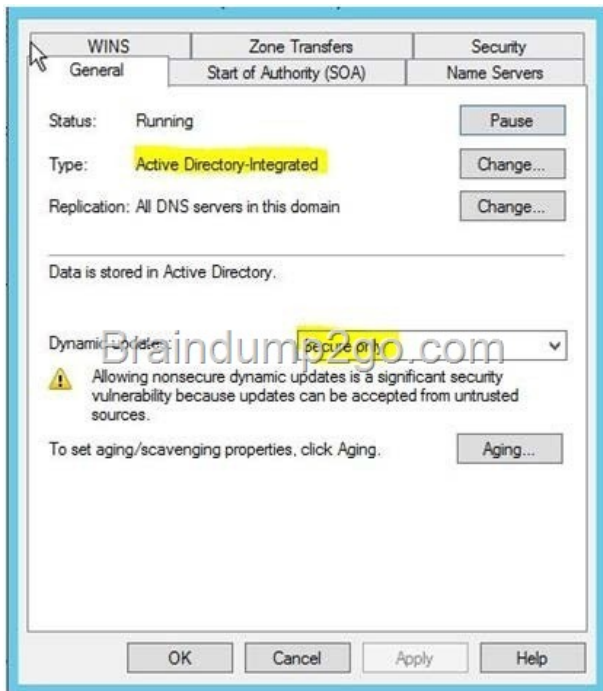 WINS Zone Transfers Security
General Start of Authority (SOA) Name Servers
Status: Running Pause
Type: Active Directory-Integrated Change...
Replication: All DNS servers in this domain Change...
Data is stored in Active Directory.
Dynamic updates: Secure only
Braindump2go.com
Allowing nonsecure dynamic updates is a significant security
vulnerability because updates can be accepted from untrusted
sources.
To set aging/scavenging properties, click Aging. Aging...
OK Cancel Apply Help